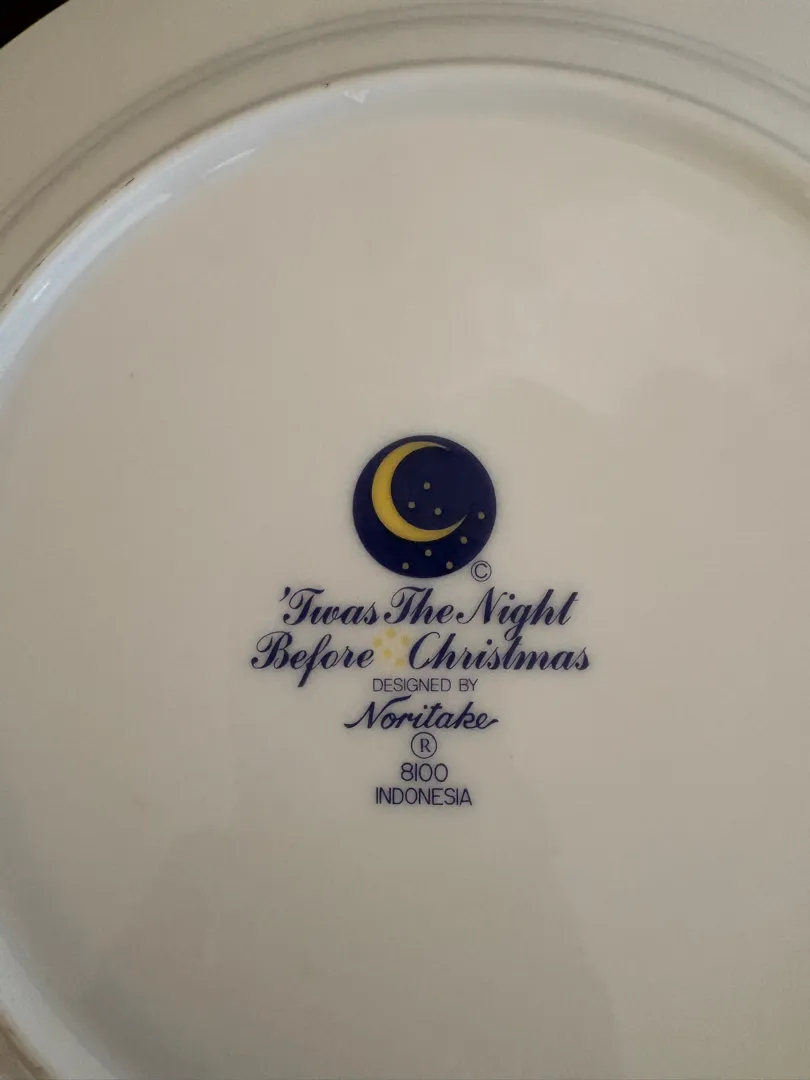 ©
'Twas The Night
Before Christmas
DESIGNED BY
Noritake
®
8100
INDONESIA